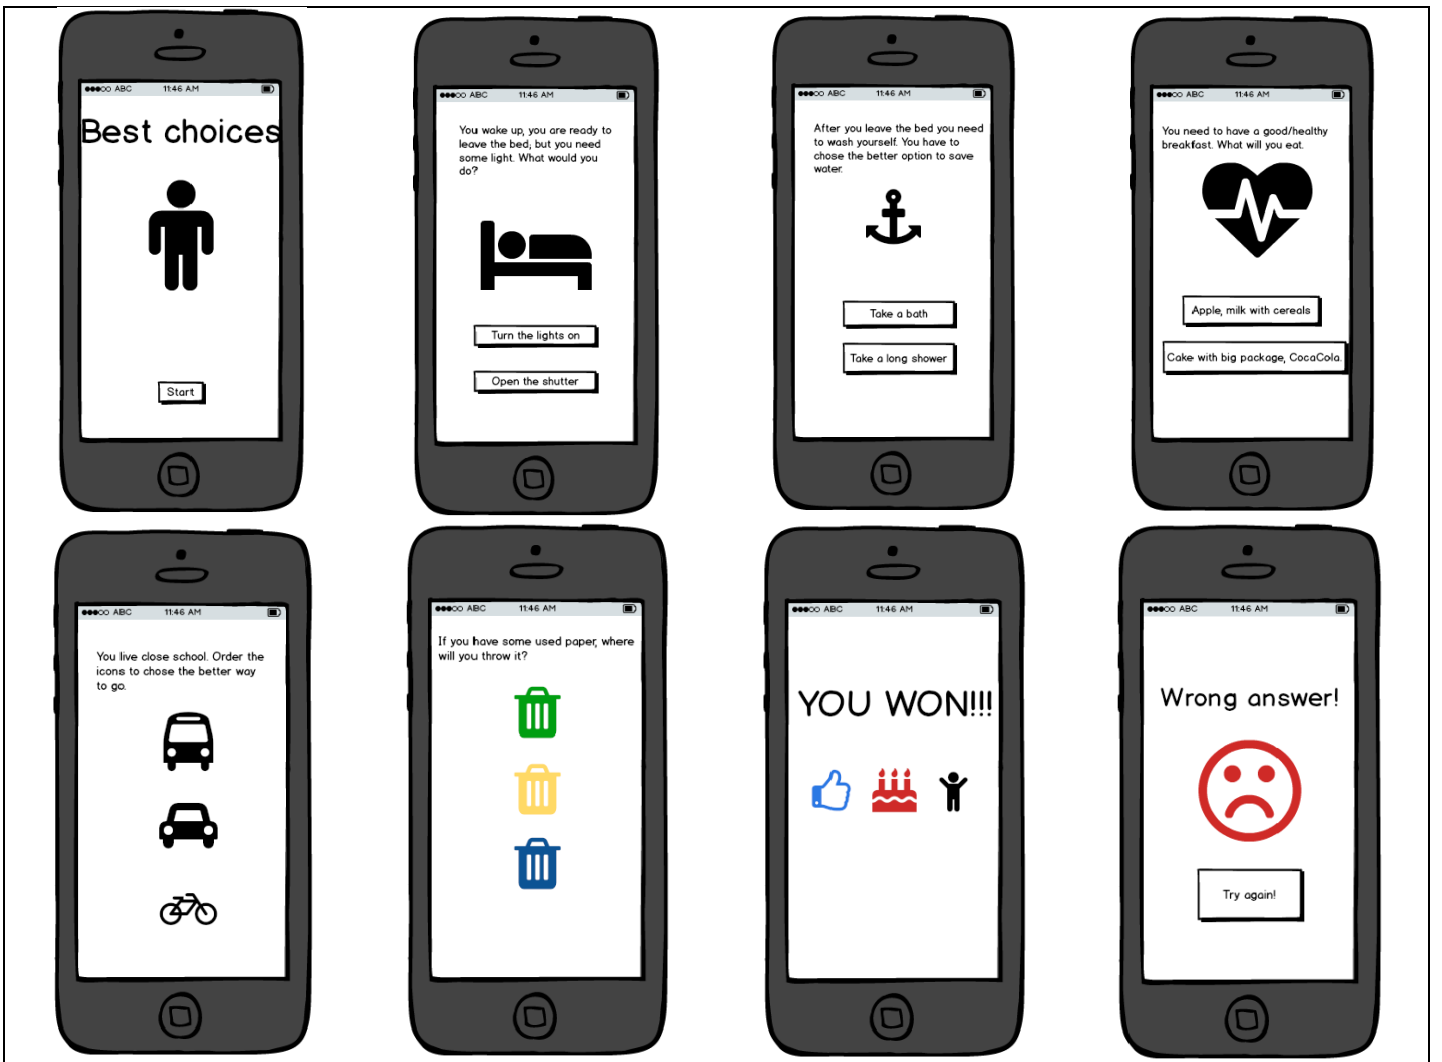 ●●●○○ ABC 11:46 AM
Best choices
Start
●●●○○ ABC 11:46 AM
You wake up, you are ready to
leave the bed, but you need
some light. What would you
do?
Turn the lights on
Open the shutter
●●●○○ ABC 11:46 AM
After you leave the bed you need
to wash yourself. You have to
chose the better option to save
water.
Take a bath
Take a long shower
●●●○○ ABC 11:46 AM
You need to have a good/healthy
breakfast. What will you eat.
Apple, milk with cereals
Cake with big package, CocaCola.
●●●○○ ABC 11:46 AM
You live close school. Order the
icons to chose the better way
to go.
●●●○○ ABC 11:46 AM
If you have some used paper, where
will you throw it?
●●●○○ ABC 11:46 AM
YOU WON!!!
●●●○○ ABC 11:46 AM
Wrong answer!
Try again!